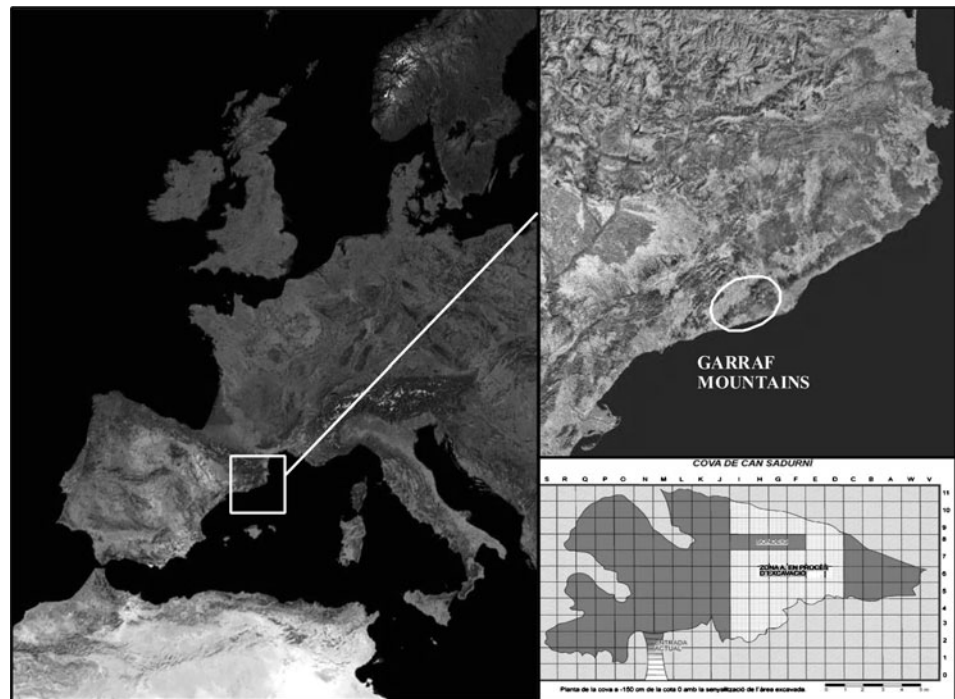 GARRAF
MOUNTAINS
COVA DE CAN SADURNÍ
S R Q P O N M L K J I H G F E D C B A W V
11
10
9
8
7
6
5
4
3
2
1
0
ZONA A, EN PROCÉS
D'EXCAVACIÓ
ENTRADA
ACTUAL
Planta de la cova a -150 cm de la cota 0 amb la senyalització de l'àrea excavada.